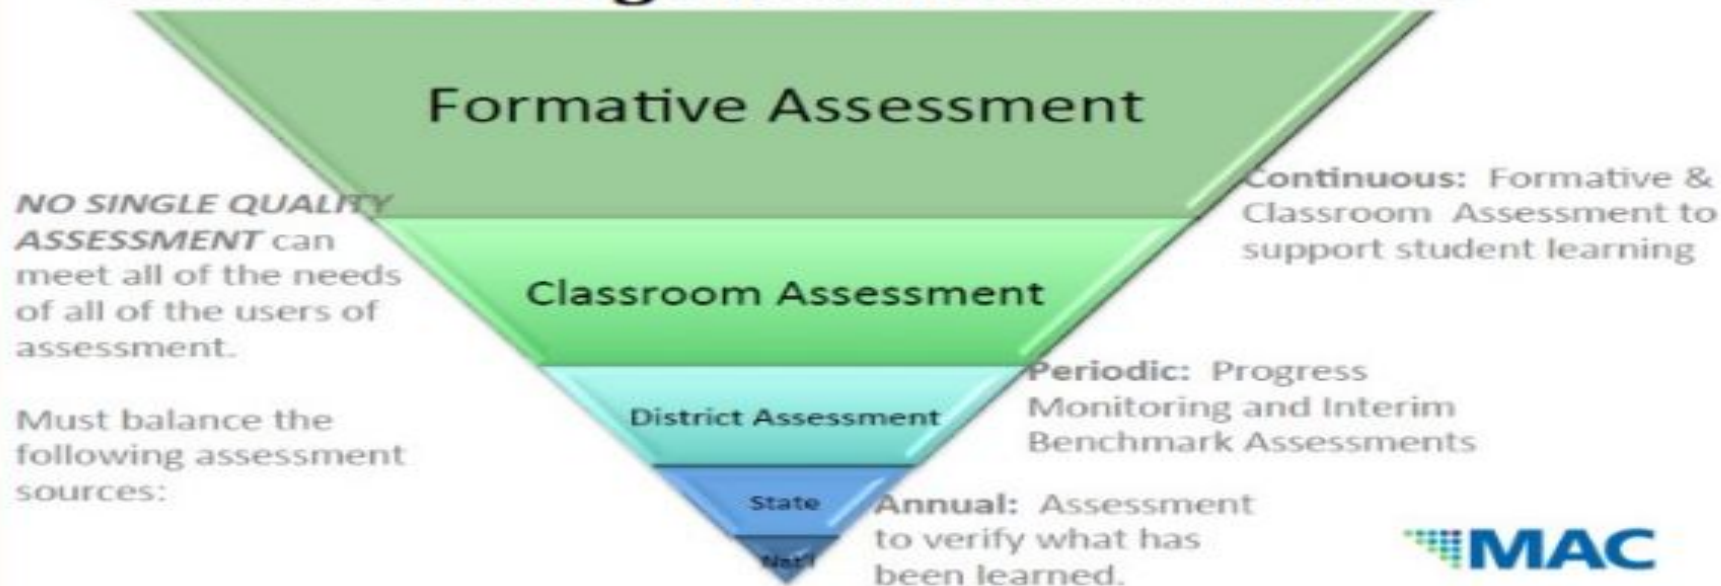 Formative Assessment
NO SINGLE QUALITY
ASSESSMENT can
meet all of the needs
of all of the users of
assessment.
Must balance the
following assessment
sources:
Continuous: Formative &
Classroom Assessment to
support student learning
Classroom Assessment
Periodic: Progress
Monitoring and Interim
Benchmark Assessments
District Assessment
State
Annual: Assessment
to verify what has
been learned.
Nat'l
MAC